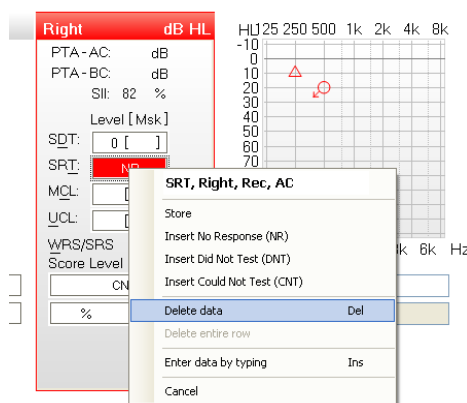 Right dB HL
PTA - AC: dB
PTA - BC: dB
SII: 82 %
Level [Msk]
SDT: 0 [ ]
SRT: NR
MCL: [
UCL: [
WRS/SRS
Score Level
CN
%
HL 125 250 500 1k 2k 4k 8k
-10
0
10
20
30
40
50
60
70
k 6k Hz
SRT, Right, Rec, AC
Store
Insert No Response (NR)
Insert Did Not Test (DNT)
Insert Could Not Test (CNT)
Delete data Del
Delete entire row
Enter data by typing Ins
Cancel